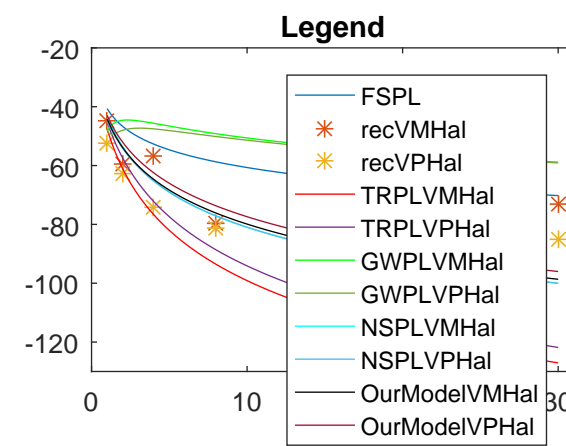 Legend
-20
-40
-60
-80
-100
-120
0
10
30
FSPL
recVMHal
recVPHal
TRPLVMHal
TRPLVPHal
GWPLVMHal
GWPLVPHal
NSPLVMHal
NSPLVPHal
OurModelVMHal
OurModelVPHal